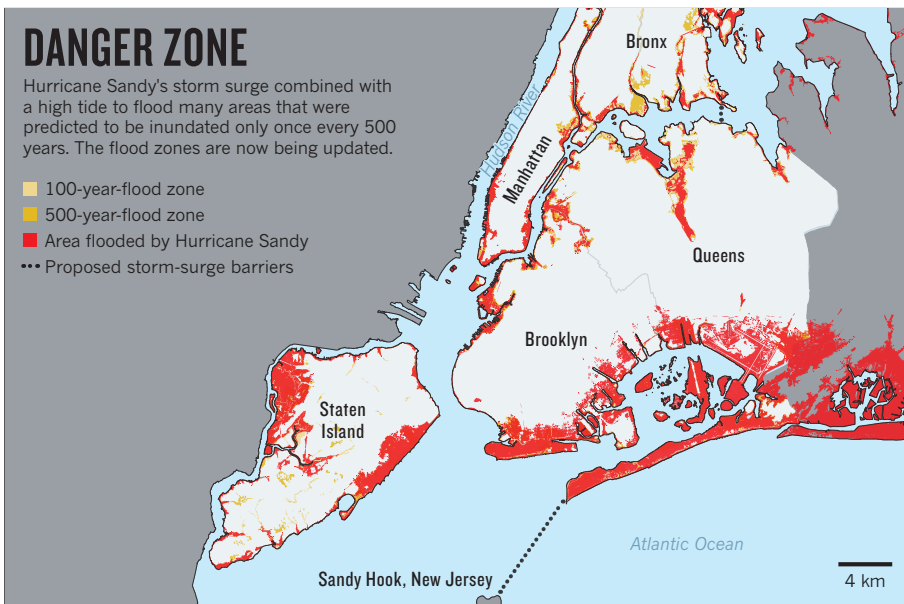 DANGER ZONE
Hurricane Sandy's storm surge combined with
a high tide to flood many areas that were
predicted to be inundated only once every 500
years. The flood zones are now being updated.
100-year-flood zone
500-year-flood zone
Area flooded by Hurricane Sandy
Proposed storm-surge barriers
Bronx
Hudson River
Manhattan
Queens
Brooklyn
Staten
Island
Atlantic Ocean
Sandy Hook, New Jersey
4 km